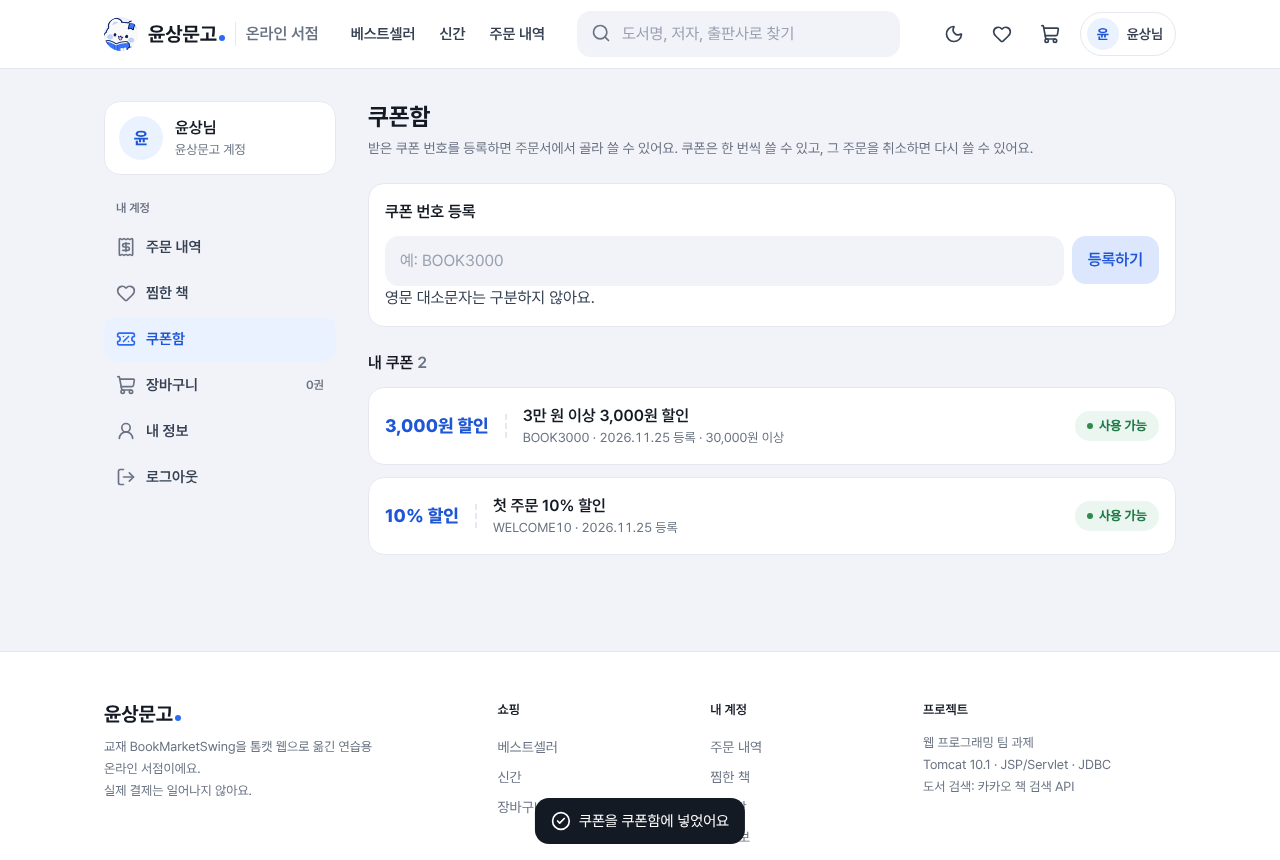 윤상문고
온라인 서점
베스트셀러
신간
주문 내역
도서명, 저자, 출판사로 찾기
윤
윤상님
윤
윤상님
윤상문고 계정
내 계정
주문 내역
찜한 책
쿠폰함
장바구니
0권
내 정보
로그아웃
쿠폰함
받은 쿠폰 번호를 등록하면 주문서에서 골라 쓸 수 있어요. 쿠폰은 한 번씩 쓸 수 있고, 그 주문을 취소하면 다시 쓸 수 있어요.
쿠폰 번호 등록
예: BOOK3000
등록하기
영문 대소문자는 구분하지 않아요.
내 쿠폰 2
3,000원 할인
3만 원 이상 3,000원 할인
BOOK3000 · 2026.11.25 등록 · 30,000원 이상
사용 가능
10% 할인
첫 주문 10% 할인
WELCOME10 · 2026.11.25 등록
사용 가능
윤상문고
교재 BookMarketSwing을 톰캣 웹으로 옮긴 연습용
온라인 서점이에요.
실제 결제는 일어나지 않아요.
쇼핑
베스트셀러
신간
장바구
내 계정
주문 내역
찜한 책
프로젝트
웹 프로그래밍 팀 과제
Tomcat 10.1 · JSP/Servlet · JDBC
도서 검색: 카카오 책 검색 API
쿠폰을 쿠폰함에 넣었어요